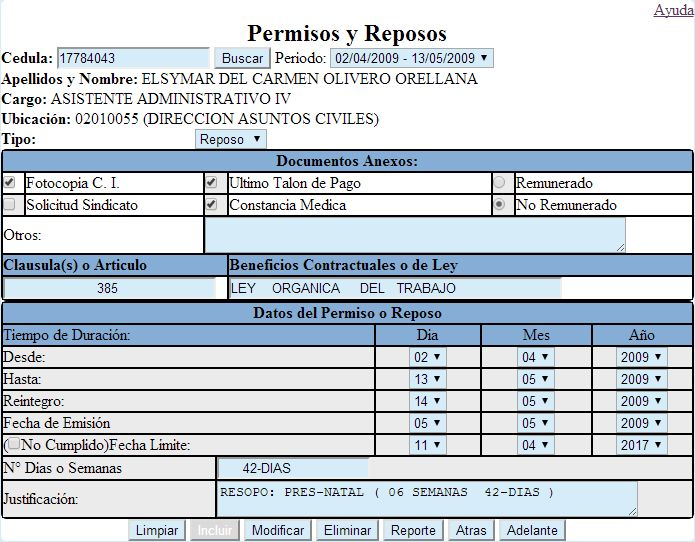 Ayuda
Permisos y Reposos
Cedula: 17784043 Buscar Periodo: 02/04/2009 - 13/05/2009
Apellidos y Nombre: ELSYMAR DEL CARMEN OLIVERO ORELLANA
Cargo: ASISTENTE ADMINISTRATIVO IV
Ubicación: 02010055 (DIRECCION ASUNTOS CIVILES)
Tipo: Reposo
Documentos Anexos:
Fotocopia C. I. Ultimo Talon de Pago Remunerado
Solicitud Sindicato Constancia Medica No Remunerado
Otros:
Clausula(s) o Articulo Beneficios Contractuales o de Ley
385 LEY ORGANICA DEL TRABAJO
Datos del Permiso o Reposo
Tiempo de Duración: Dia Mes Año
Desde: 02 04 2009
Hasta: 13 05 2009
Reintegro: 14 05 2009
Fecha de Emisión 05 05 2009
(No Cumplido)Fecha Limite: 11 04 2017
N° Dias o Semanas 42-DIAS
Justificación: RESOPO: PRES-NATAL ( 06 SEMANAS 42-DIAS )
Limpiar Incluir Modificar Eliminar Reporte Atras Adelante